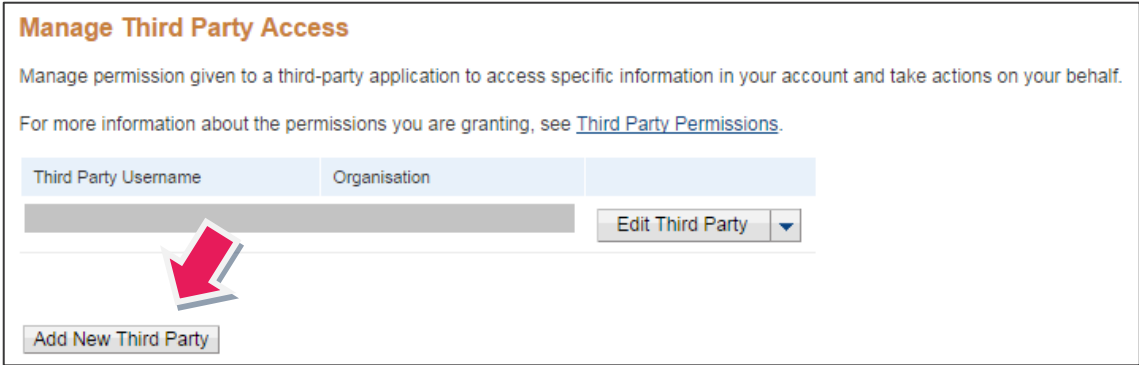 Manage Third Party Access
Manage permission given to a third-party application to access specific information in your account and take actions on your behalf.
For more information about the permissions you are granting, see Third Party Permissions.
Third Party Username Organisation
Edit Third Party
Add New Third Party